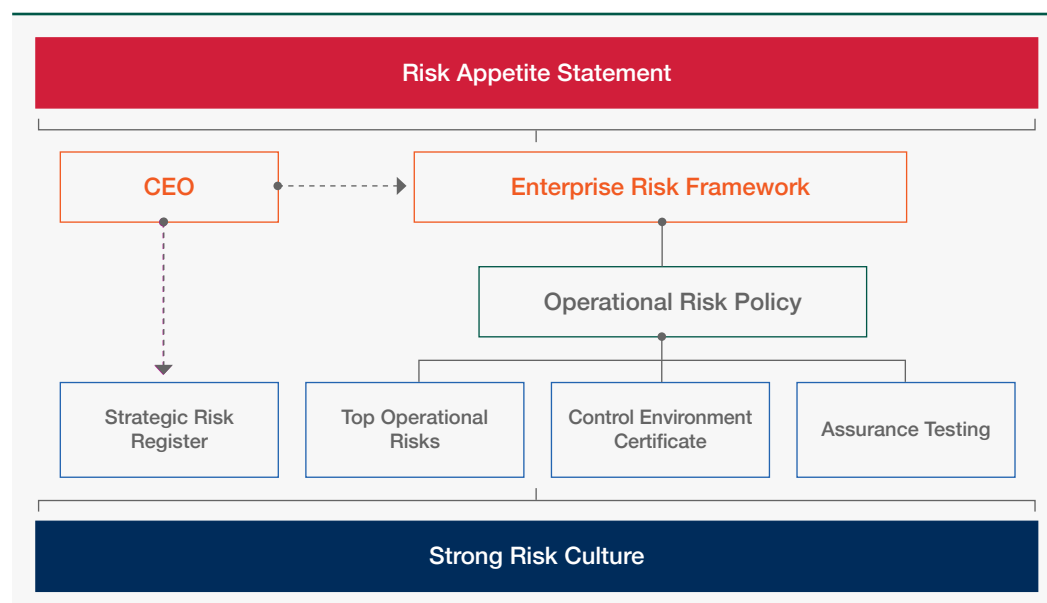 Risk Appetite Statement
CEO
Enterprise Risk Framework
Operational Risk Policy
Strategic Risk
Register
Top Operational
Risks
Control Environment
Certificate
Assurance Testing
Strong Risk Culture